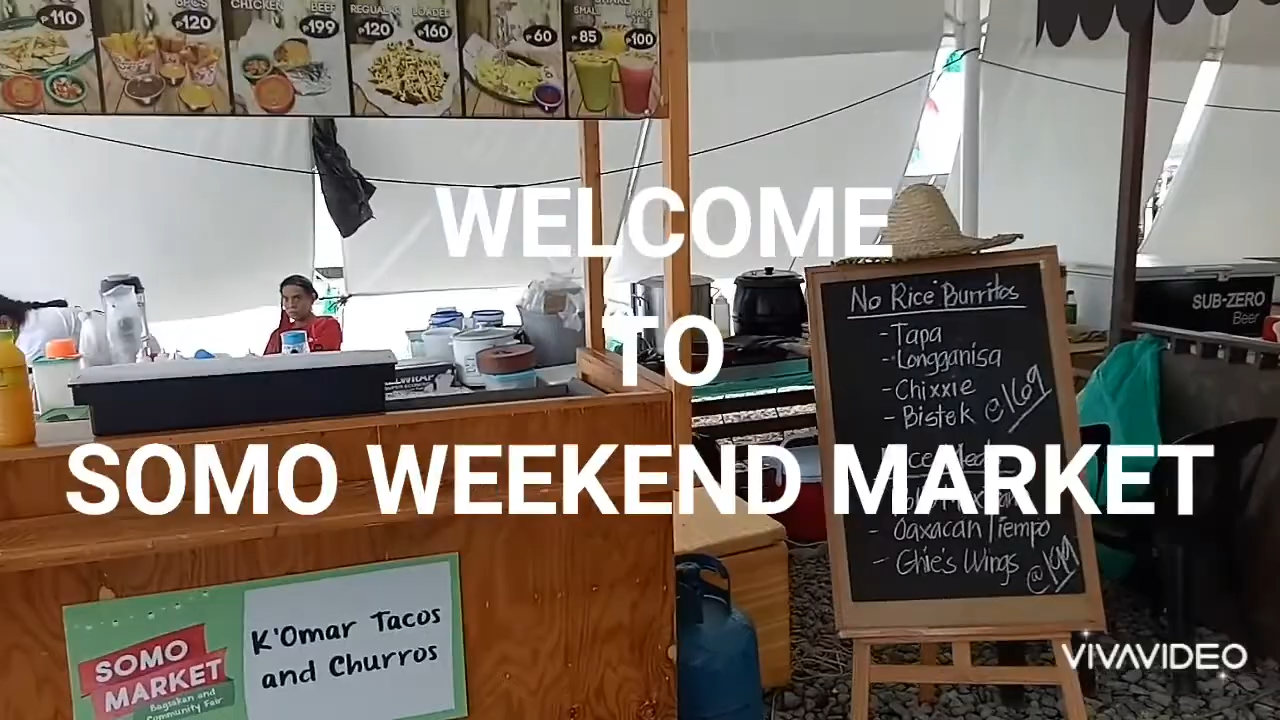 ₱110
6PCS
₱120
CHICKEN BEEF
₱199
REGULAR LOADED
₱120 ₱160
₱60
SHAKE
SMALL LARGE
₱85 ₱100
WELCOME
TO
SOMO WEEKEND MARKET
No Rice Burritos
-Tapa
-Longganisa
-Chixxie
-Bistek @169
- Oaxacan Tiempo
- Ghie's Wings
SUB-ZERO
Beer
K'Omar Tacos
and Churros
SOMO
MARKET
Bagsakan and
Community Fair
VIVAVIDEO